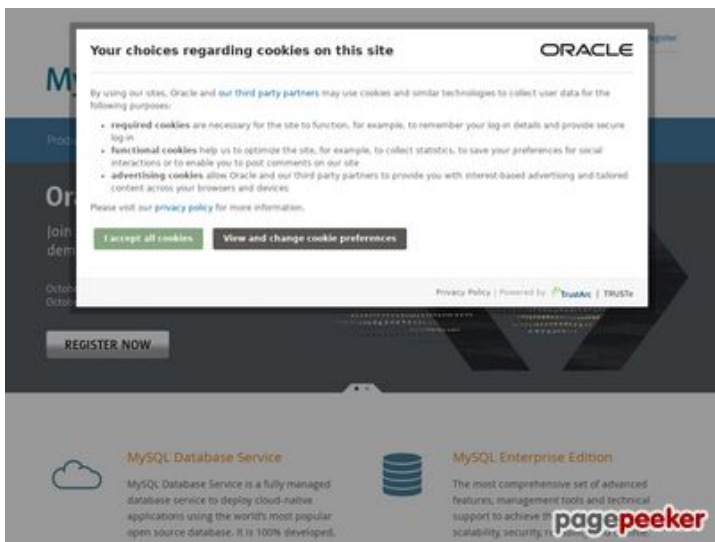 Your choices regarding cookies on this site
ORACLE
By using our sites, Oracle and our third party partners may use cookies and similar technologies to collect user data for the
following purposes:
• required cookies are necessary for the site to function, for example, to remember your log-in details and provide secure
log-in
• functional cookies help us to optimize the site, for example, to collect statistics, to save your preferences for social
interactions or to enable you to post comments on our site
• advertising cookies allow Oracle and our third party partners to provide you with interest-based advertising and tailored
content across your browsers and devices
Please visit our privacy policy for more information.
I accept all cookies
View and change cookie preferences
Privacy Policy | Powered by TrustArc | TRUSTe
REGISTER NOW
MySQL Database Service
MySQL Database Service is a fully managed
database service to deploy cloud-native
applications using the world's most popular
open source database. It is 100% developed,
MySQL Enterprise Edition
The most comprehensive set of advanced
features, management tools and technical
support to achieve the
scalability, security,
pagepeeker